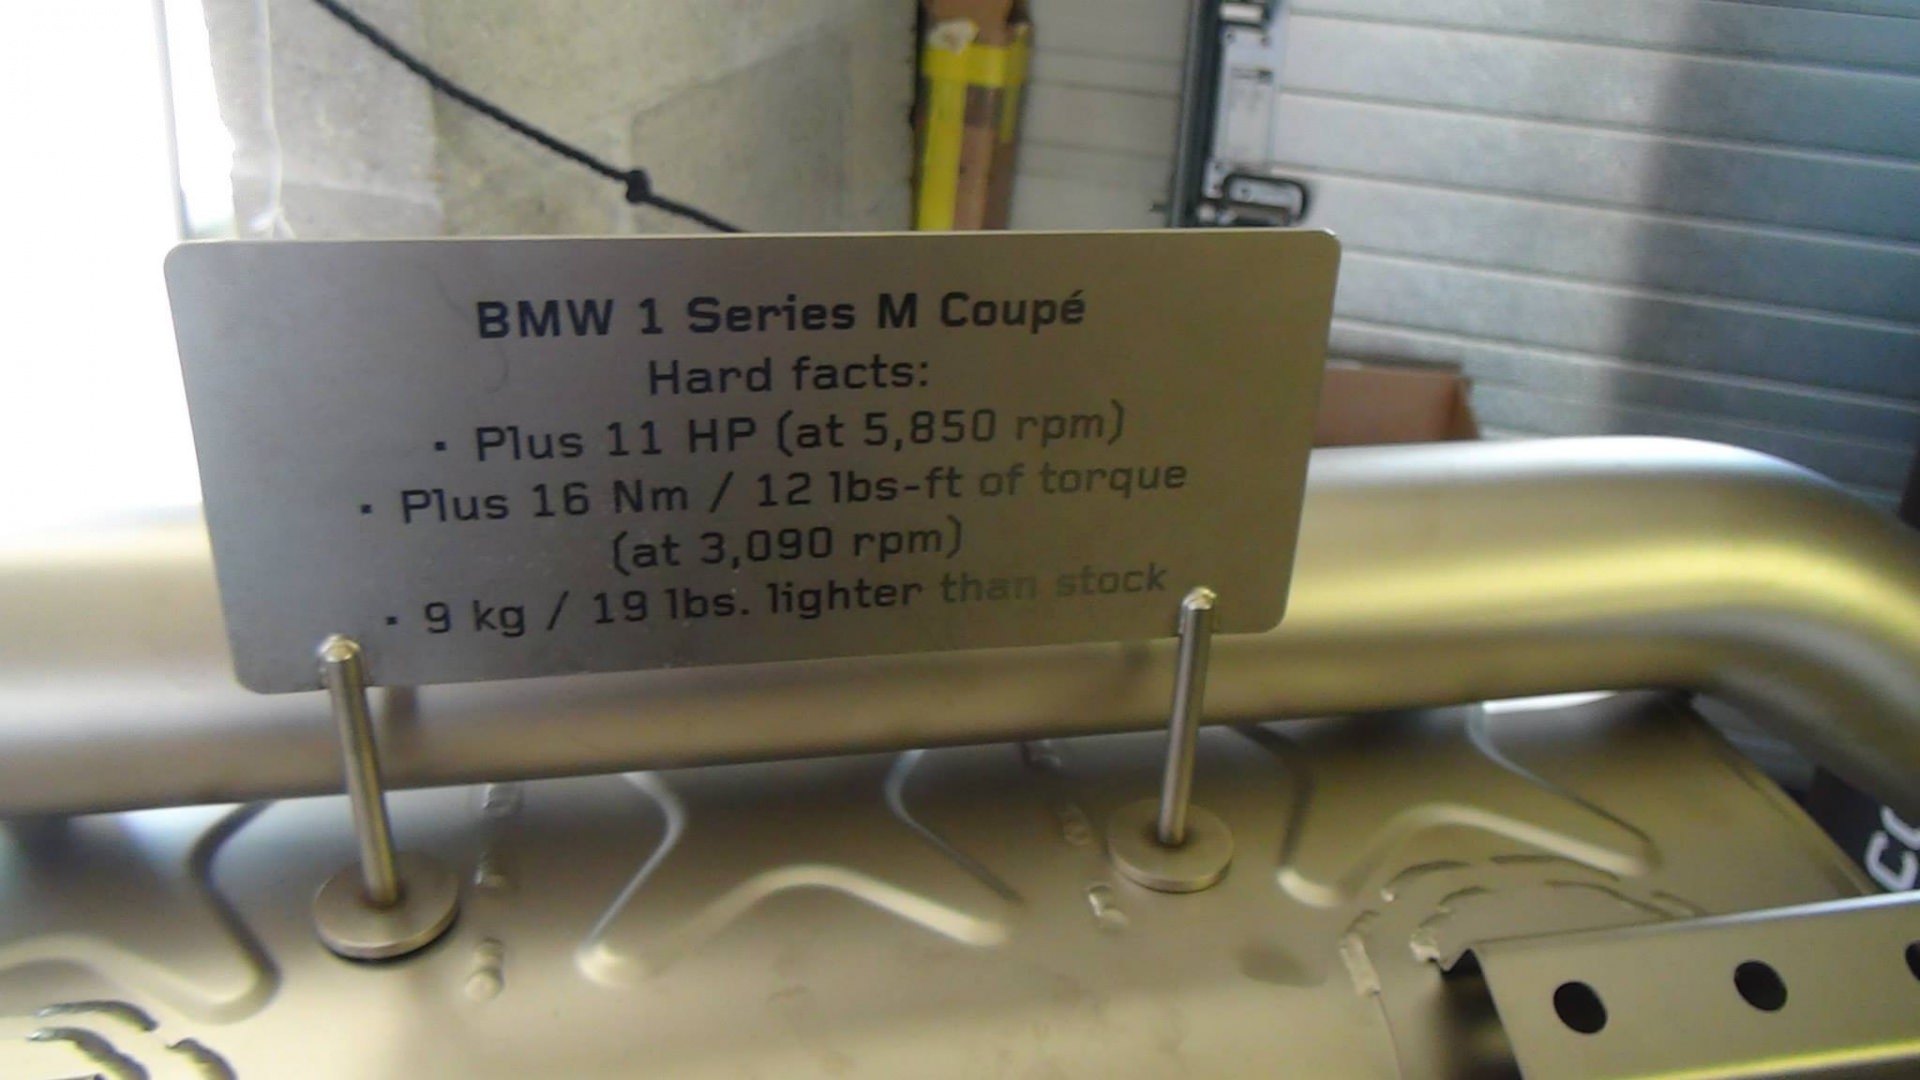 BMW 1 Series M Coupé
Hard facts:
· Plus 11 HP (at 5,850 rpm)
· Plus 16 Nm / 12 lbs-ft of torque
(at 3,090 rpm)
· 9 kg / 19 lbs. lighter than stock